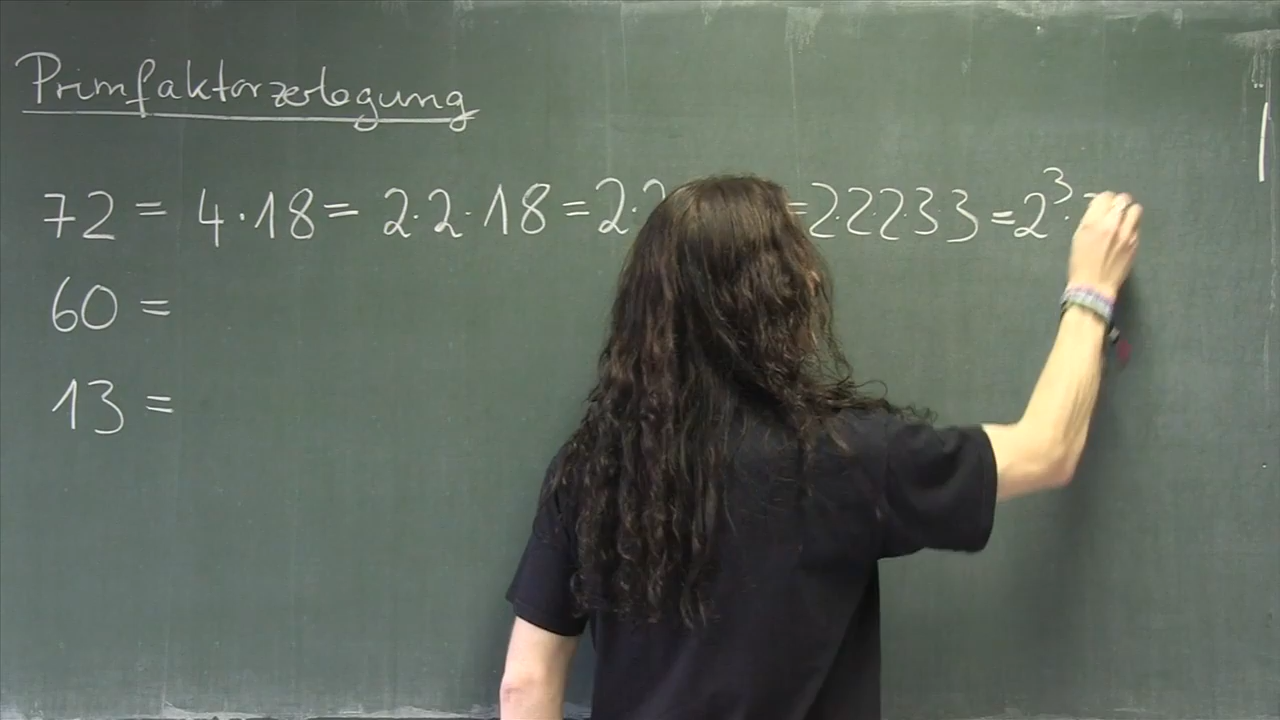 Primfaktorzerlegung
72 = 4·18 = 2·2·18 = 2·2 = 2·2·2·3·3 = 2³·
60 =
13 =